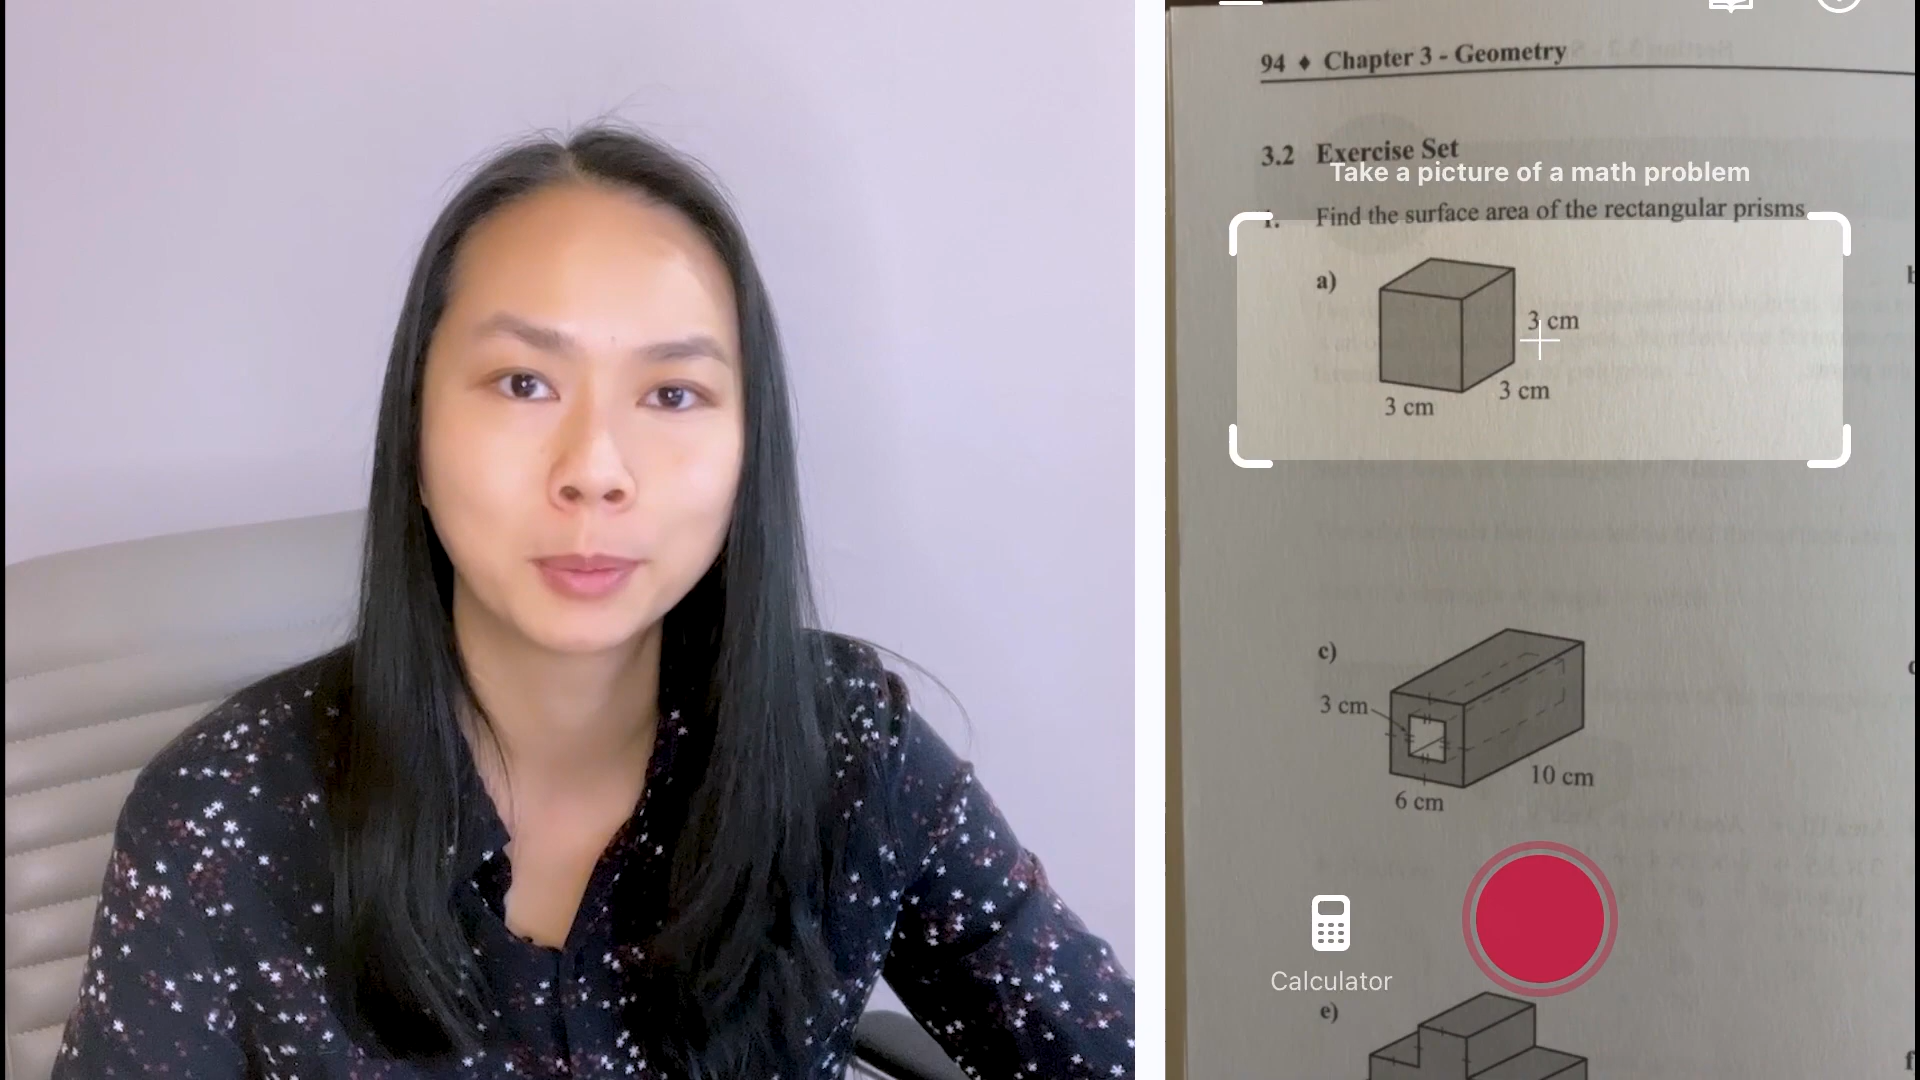 94 ♦ Chapter 3 - Geometry
3.2 Exercise Set
Take a picture of a math problem
1. Find the surface area of the rectangular prisms
a)
3 cm
3 cm
3 cm
c)
3 cm
10 cm
6 cm
Calculator
e)